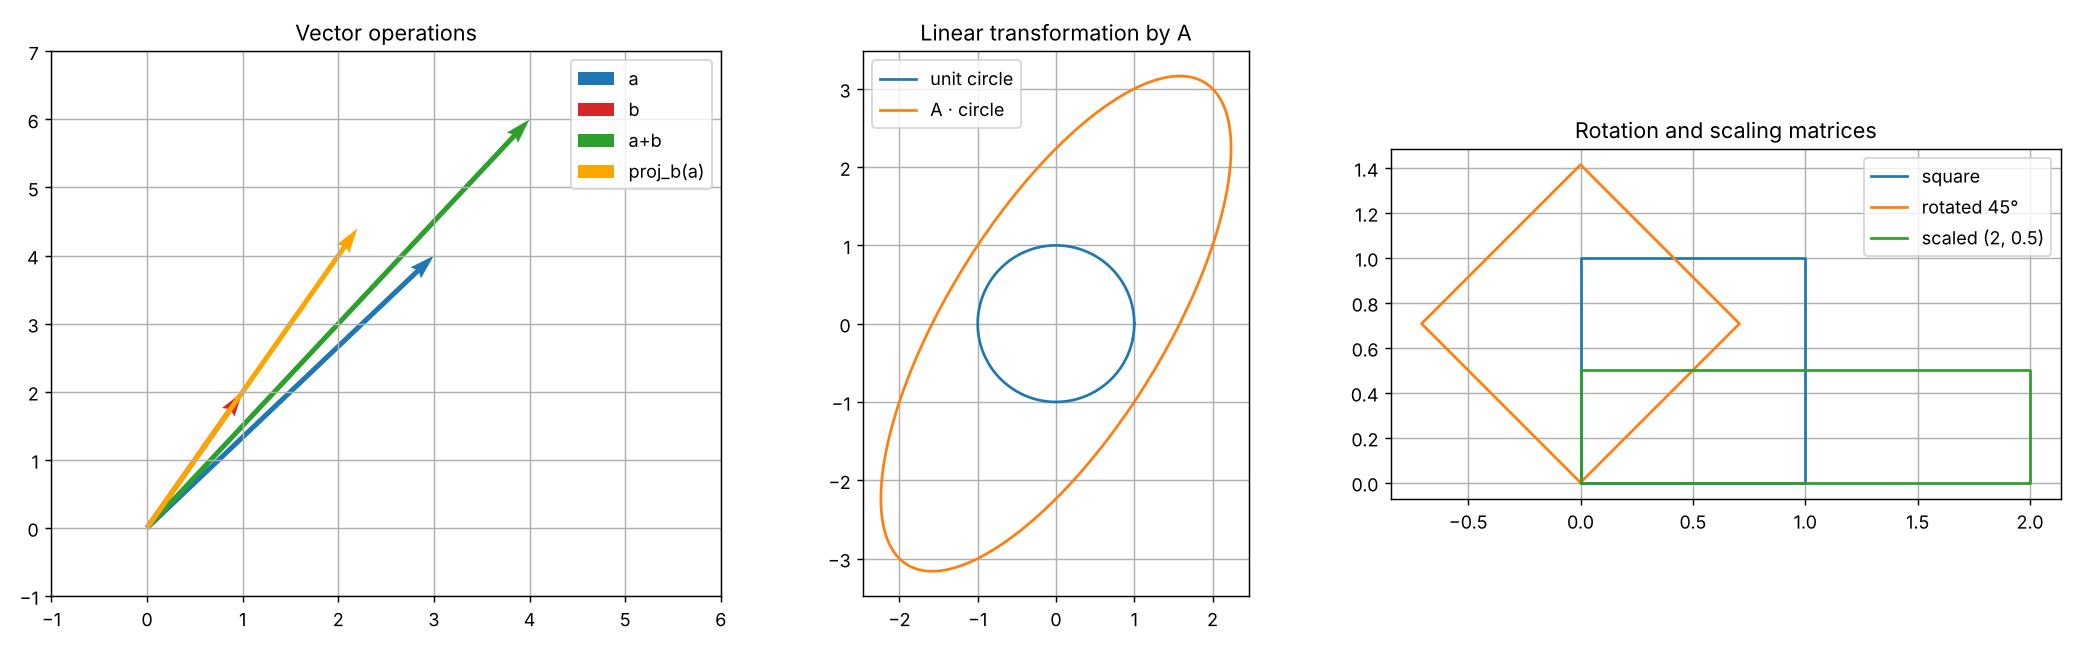 Vector operations
7
6
5
4
3
2
1
0
−1
−1 0 1 2 3 4 5 6
a
b
a+b
proj_b(a)
Linear transformation by A
unit circle
A · circle
3
2
1
0
−1
−2
−3
−2 −1 0 1 2
Rotation and scaling matrices
square
rotated 45°
scaled (2, 0.5)
1.4
1.2
1.0
0.8
0.6
0.4
0.2
0.0
−0.5 0.0 0.5 1.0 1.5 2.0